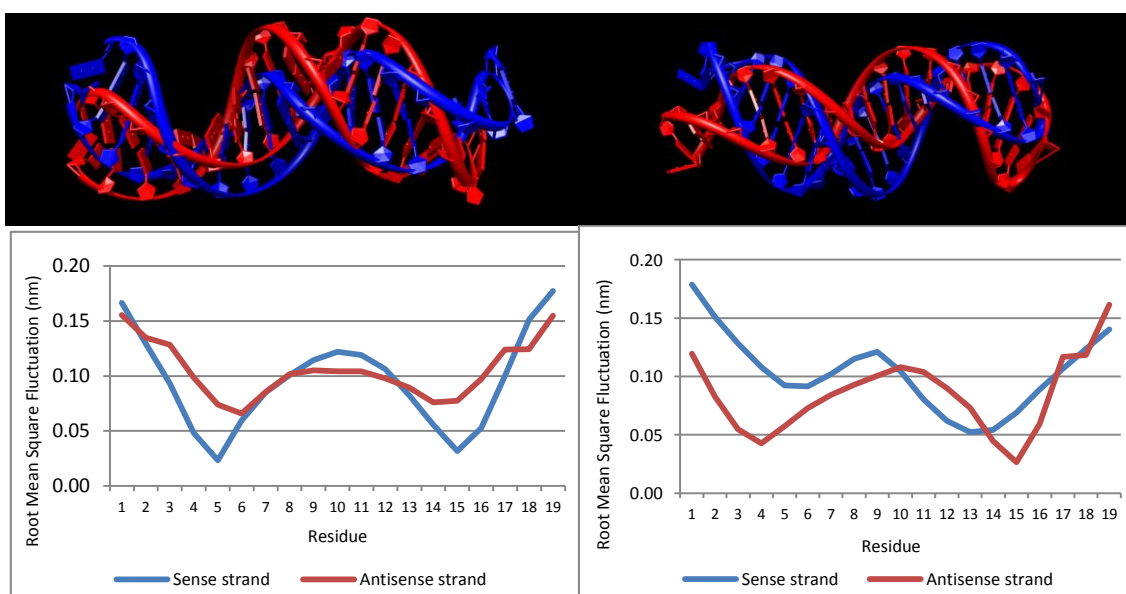 Root Mean Square Fluctuation (nm)
0.20
0.15
0.10
0.05
0.00
1 2 3 4 5 6 7 8 9 10 11 12 13 14 15 16 17 18 19
Residue
Sense strand Antisense strand
Root Mean Square Fluctuation (nm)
0.20
0.15
0.10
0.05
0.00
1 2 3 4 5 6 7 8 9 10 11 12 13 14 15 16 17 18 19
Residue
Sense strand Antisense strand